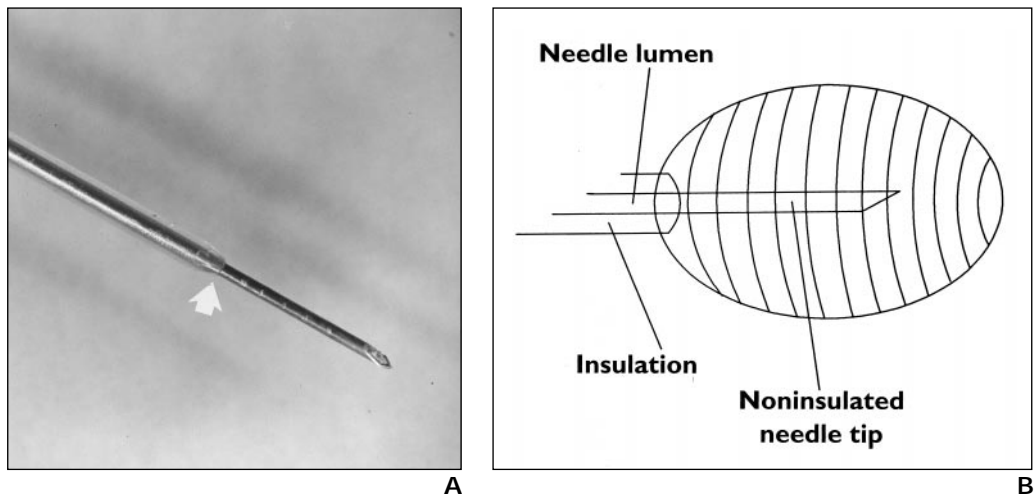 Needle lumen
Insulation
Noninsulated
needle tip
A
B